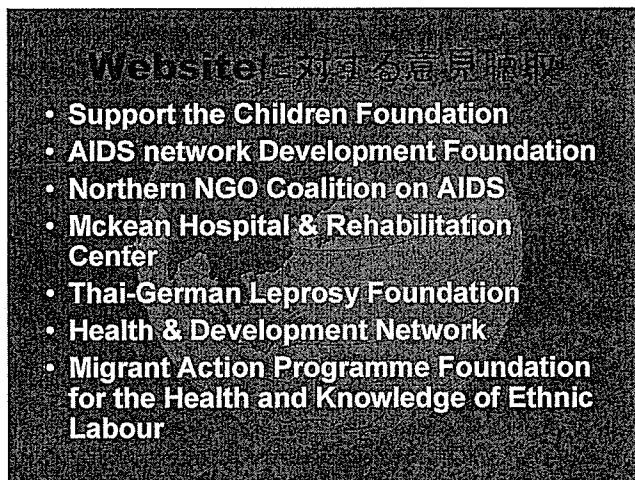 Websiteに対する意見聴取
• Support the Children Foundation
• AIDS network Development Foundation
• Northern NGO Coalition on AIDS
• Mckean Hospital & Rehabilitation
Center
• Thai-German Leprosy Foundation
• Health & Development Network
• Migrant Action Programme Foundation
for the Health and Knowledge of Ethnic
Labour